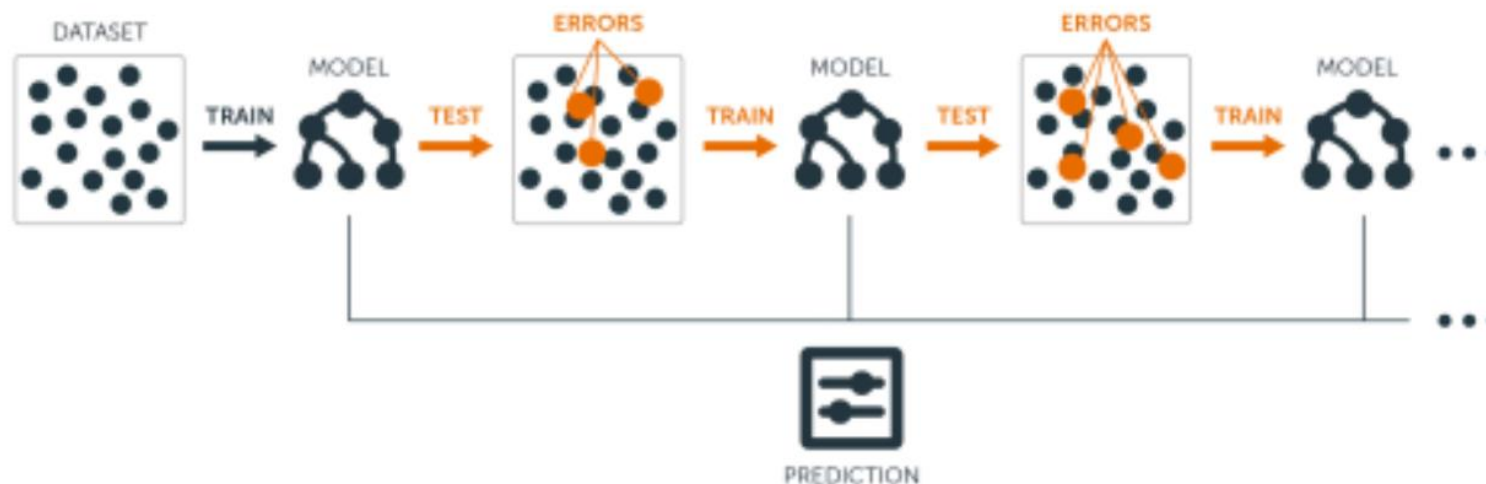 DATASET
MODEL
TRAIN
TEST
ERRORS
TRAIN
MODEL
TEST
ERRORS
TRAIN
MODEL
PREDICTION